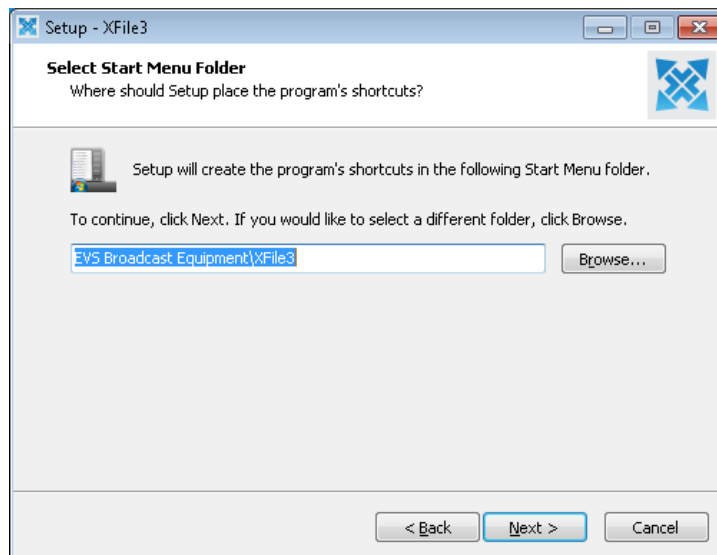 Setup - XFile3
Select Start Menu Folder
Where should Setup place the program's shortcuts?
Setup will create the program's shortcuts in the following Start Menu folder.
To continue, click Next. If you would like to select a different folder, click Browse.
EVS Broadcast Equipment\XFile3
Browse...
< Back
Next >
Cancel